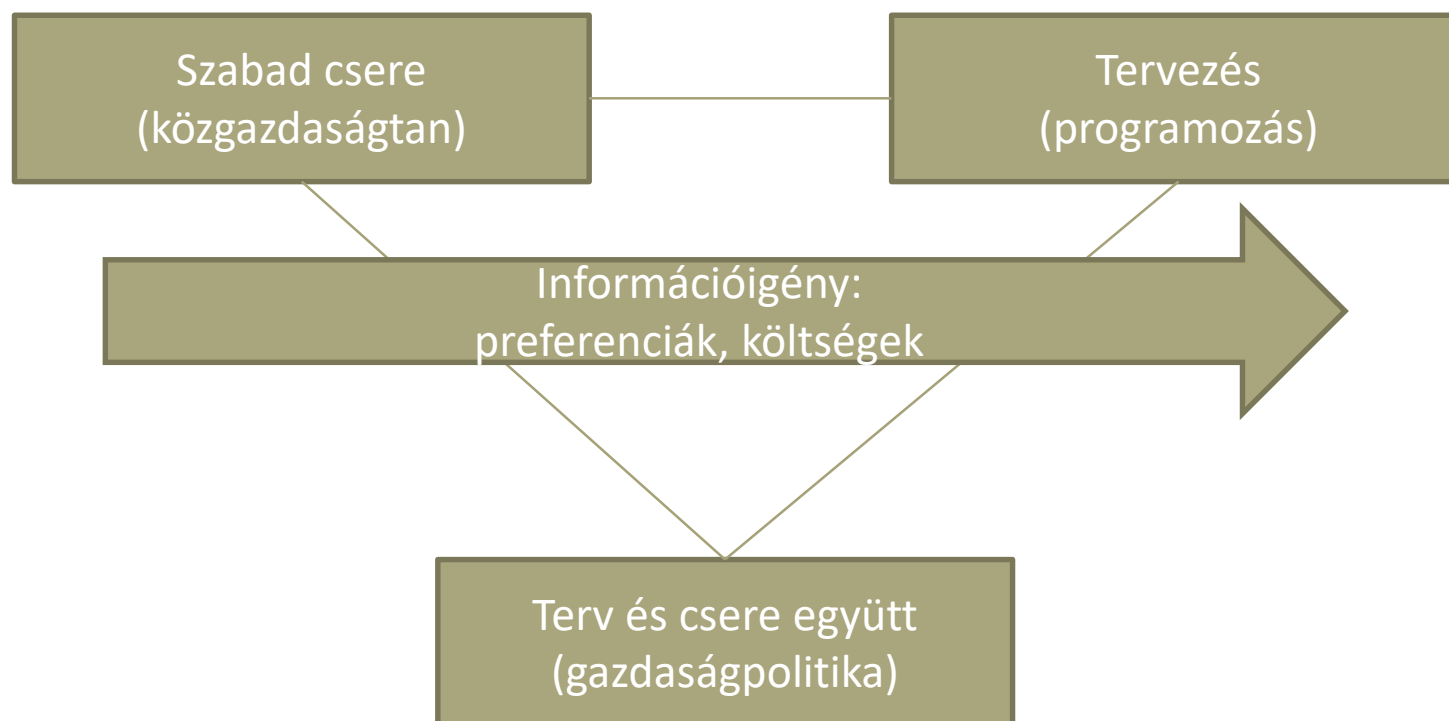 Szabad csere
(közgazdaságtan)
Tervezés
(programozás)
Információigény:
preferenciák, költségek
Terv és csere együtt
(gazdaságpolitika)